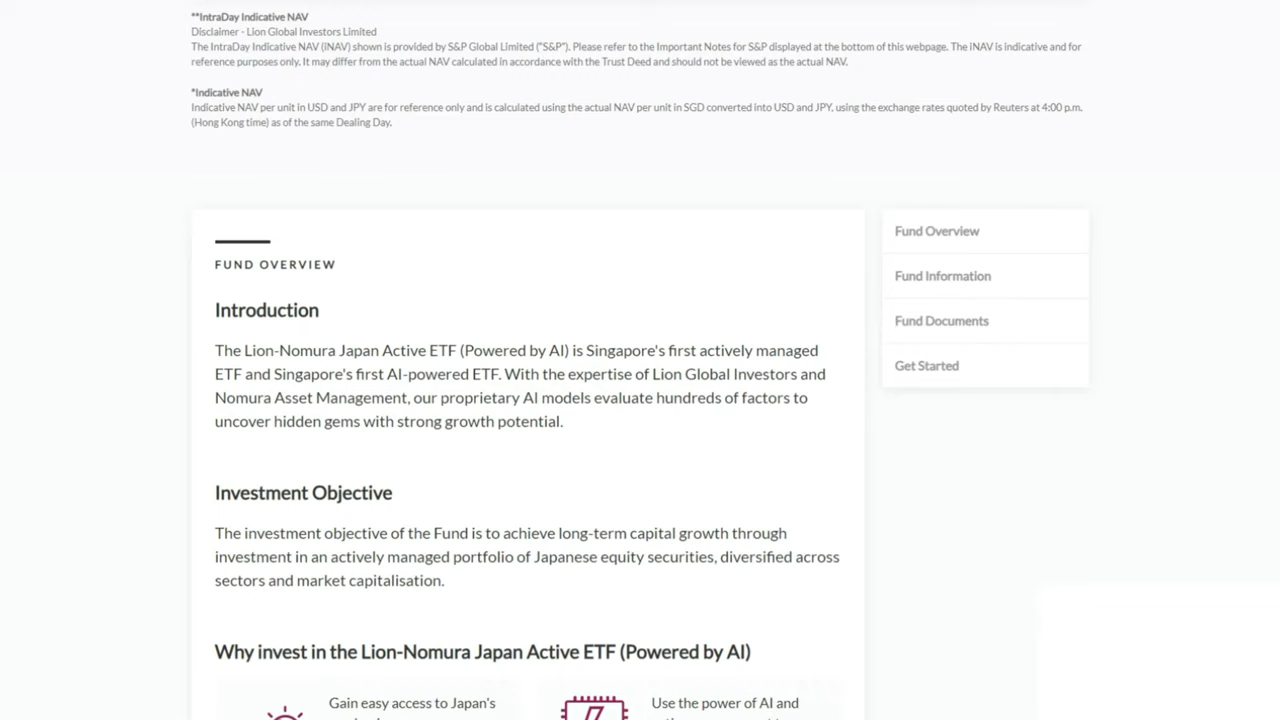 **IntraDay Indicative NAV
Disclaimer - Lion Global Investors Limited
The IntraDay Indicative NAV (iNAV) shown is provided by S&P Global Limited ("S&P"). Please refer to the Important Notes for S&P displayed at the bottom of this webpage. The iNAV is indicative and for
reference purposes only. It may differ from the actual NAV calculated in accordance with the Trust Deed and should not be viewed as the actual NAV.
*Indicative NAV
Indicative NAV per unit in USD and JPY are for reference only and is calculated using the actual NAV per unit in SGD converted into USD and JPY, using the exchange rates quoted by Reuters at 4:00 p.m.
(Hong Kong time) as of the same Dealing Day.
FUND OVERVIEW
Introduction
The Lion-Nomura Japan Active ETF (Powered by AI) is Singapore's first actively managed
ETF and Singapore's first AI-powered ETF. With the expertise of Lion Global Investors and
Nomura Asset Management, our proprietary AI models evaluate hundreds of factors to
uncover hidden gems with strong growth potential.
Investment Objective
The investment objective of the Fund is to achieve long-term capital growth through
investment in an actively managed portfolio of Japanese equity securities, diversified across
sectors and market capitalisation.
Why invest in the Lion-Nomura Japan Active ETF (Powered by AI)
Gain easy access to Japan's
Use the power of AI and
Fund Overview
Fund Information
Fund Documents
Get Started